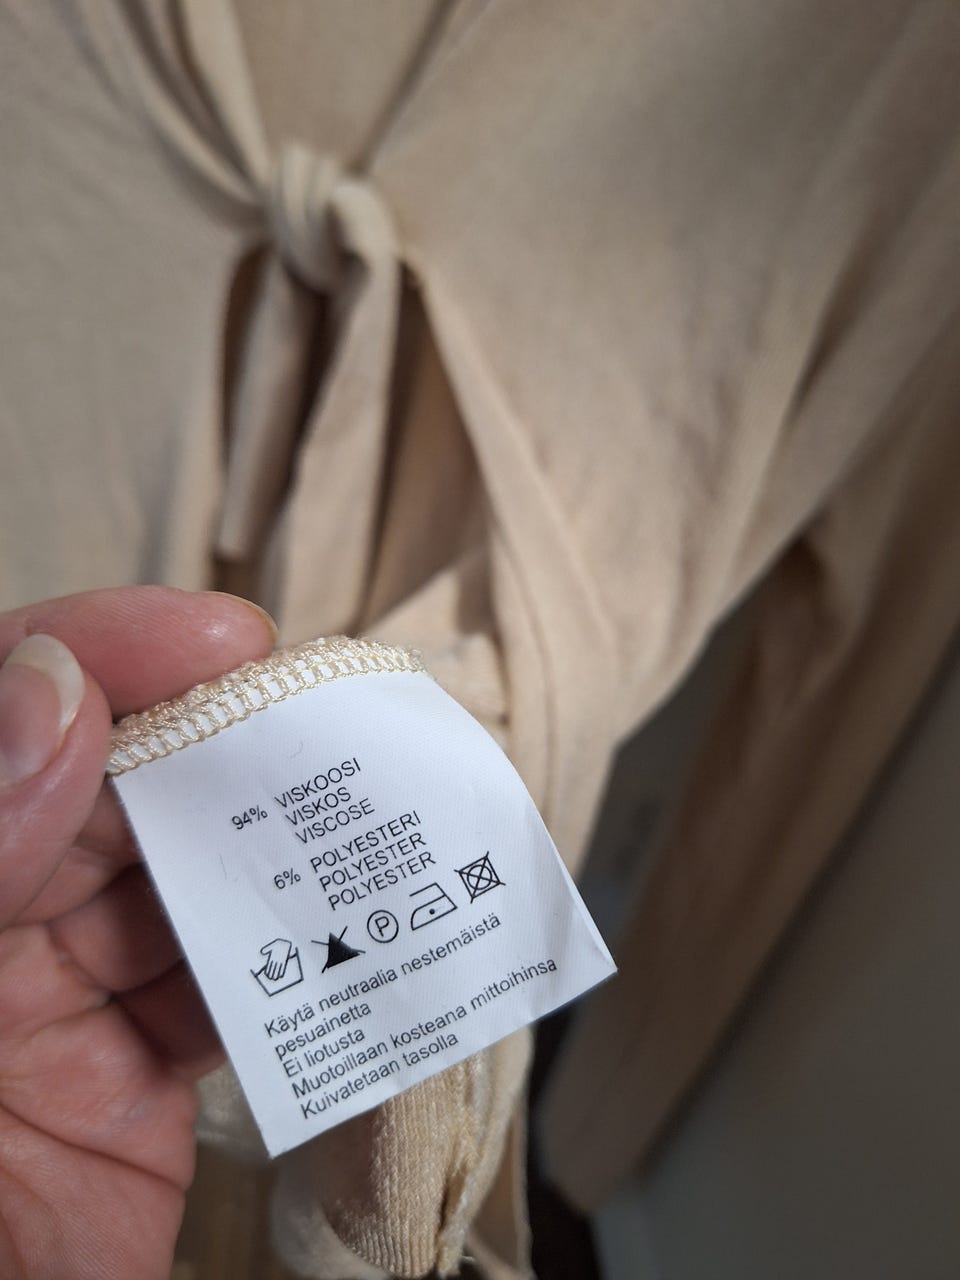 94% VISKOOSI
VISKOS
VISCOSE
6% POLYESTERI
POLYESTER
POLYESTER
P
Käytä neutraalia nestemäistä
pesuainetta
Ei liotusta
Muotoillaan kosteana mittoihinsa
Kuivatetaan tasolla